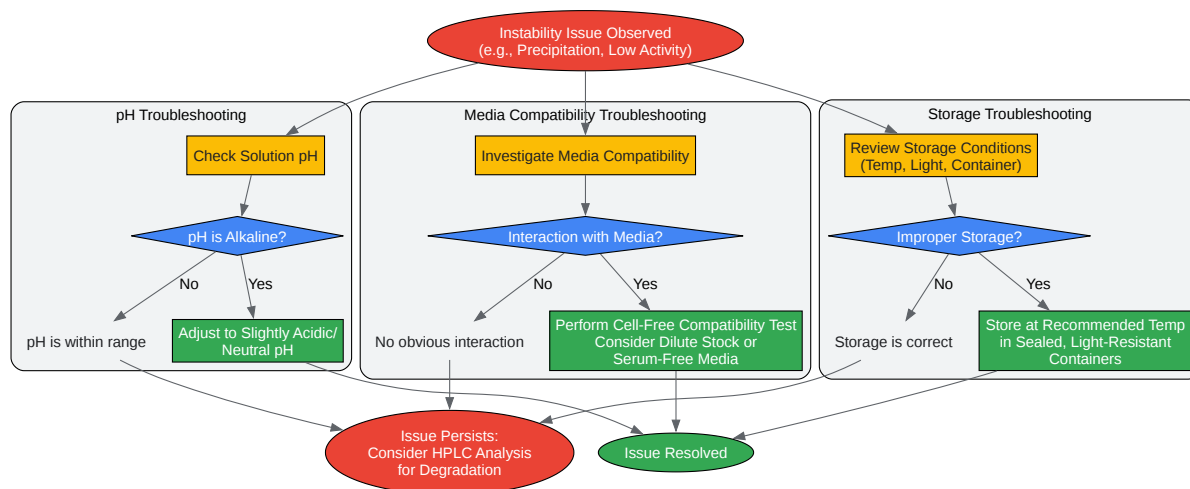 Instability Issue Observed
(e.g., Precipitation, Low Activity)
pH Troubleshooting
Media Compatibility Troubleshooting
Storage Troubleshooting
Check Solution pH
Investigate Media Compatibility
Review Storage Conditions
(Temp, Light, Container)
pH is Alkaline?
Interaction with Media?
Improper Storage?
No
Yes
No
Yes
No
Yes
pH is within range
Adjust to Slightly Acidic/
Neutral pH
No obvious interaction
Perform Cell-Free Compatibility Test
Consider Dilute Stock or
Serum-Free Media
Storage is correct
Store at Recommended Temp
in Sealed, Light-Resistant
Containers
Issue Persists:
Consider HPLC Analysis
for Degradation
Issue Resolved